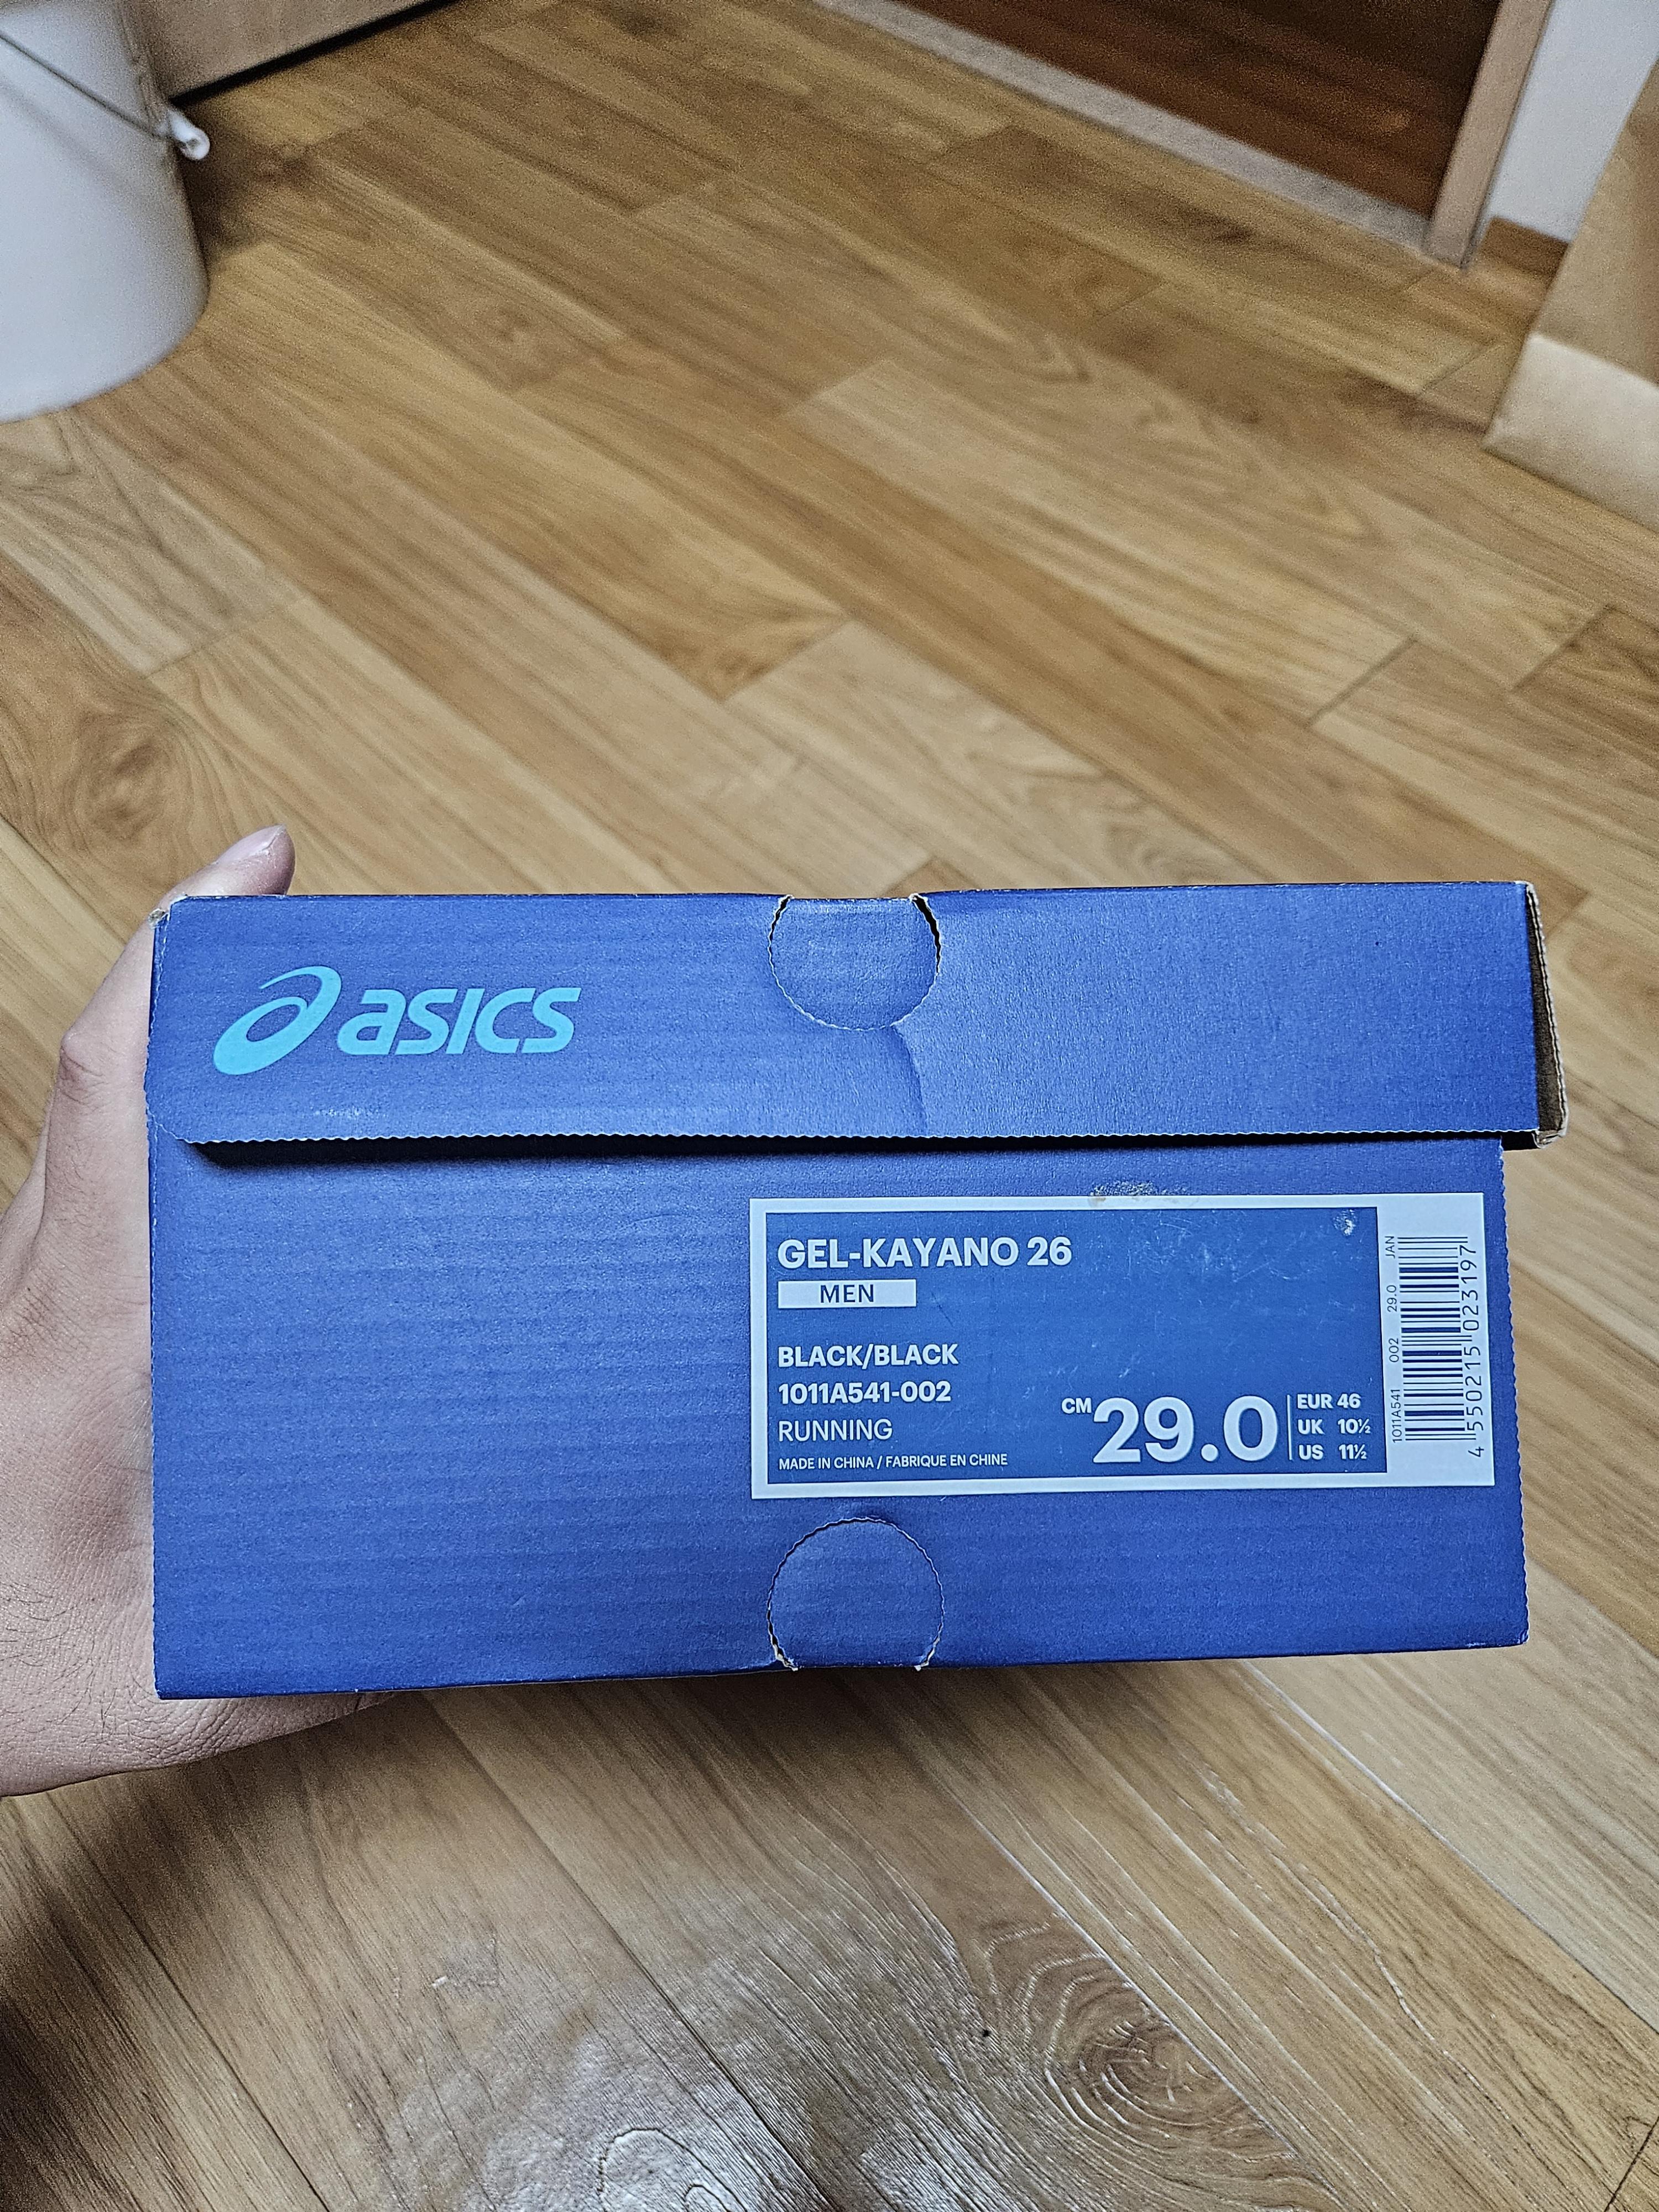 asics
GEL-KAYANO 26
MEN
BLACK/BLACK
1011A541-002
RUNNING
MADE IN CHINA / FABRIQUE EN CHINE
CM 29.0
EUR 46
UK 10½
US 11½
1011A541 002 29.0 JAN
4 550215 023197